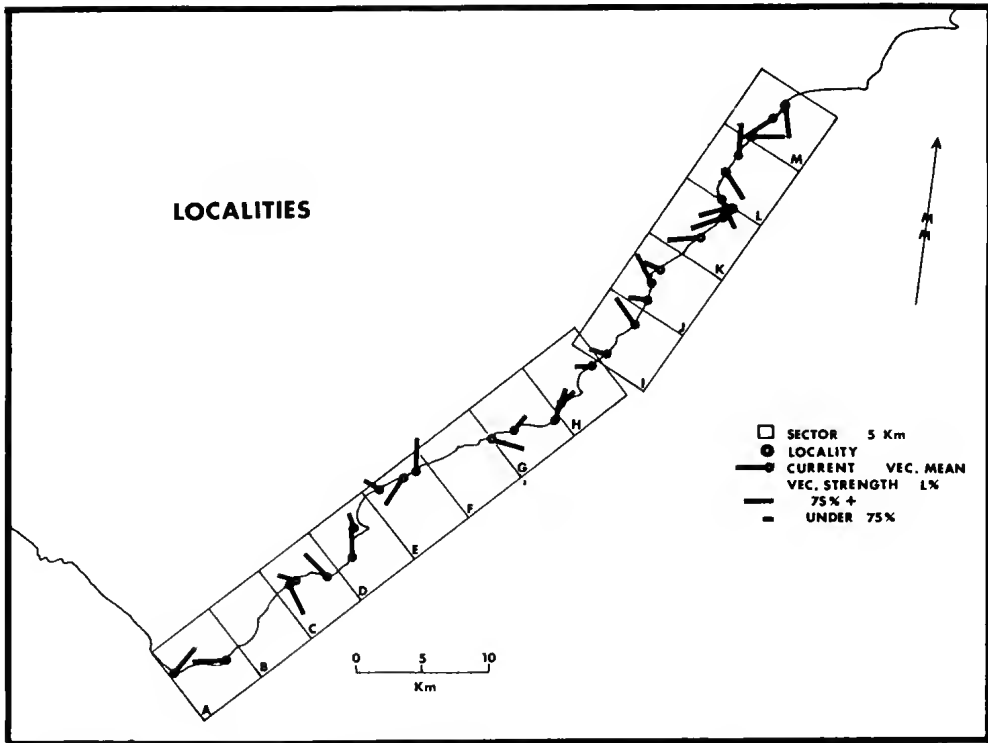 LOCALITIES
M
L
K
J
I
H
G
F
E
D
C
B
A
SECTOR 5 Km
LOCALITY
CURRENT VEC. MEAN
VEC. STRENGTH L%
75% +
UNDER 75%
0 5 10
Km